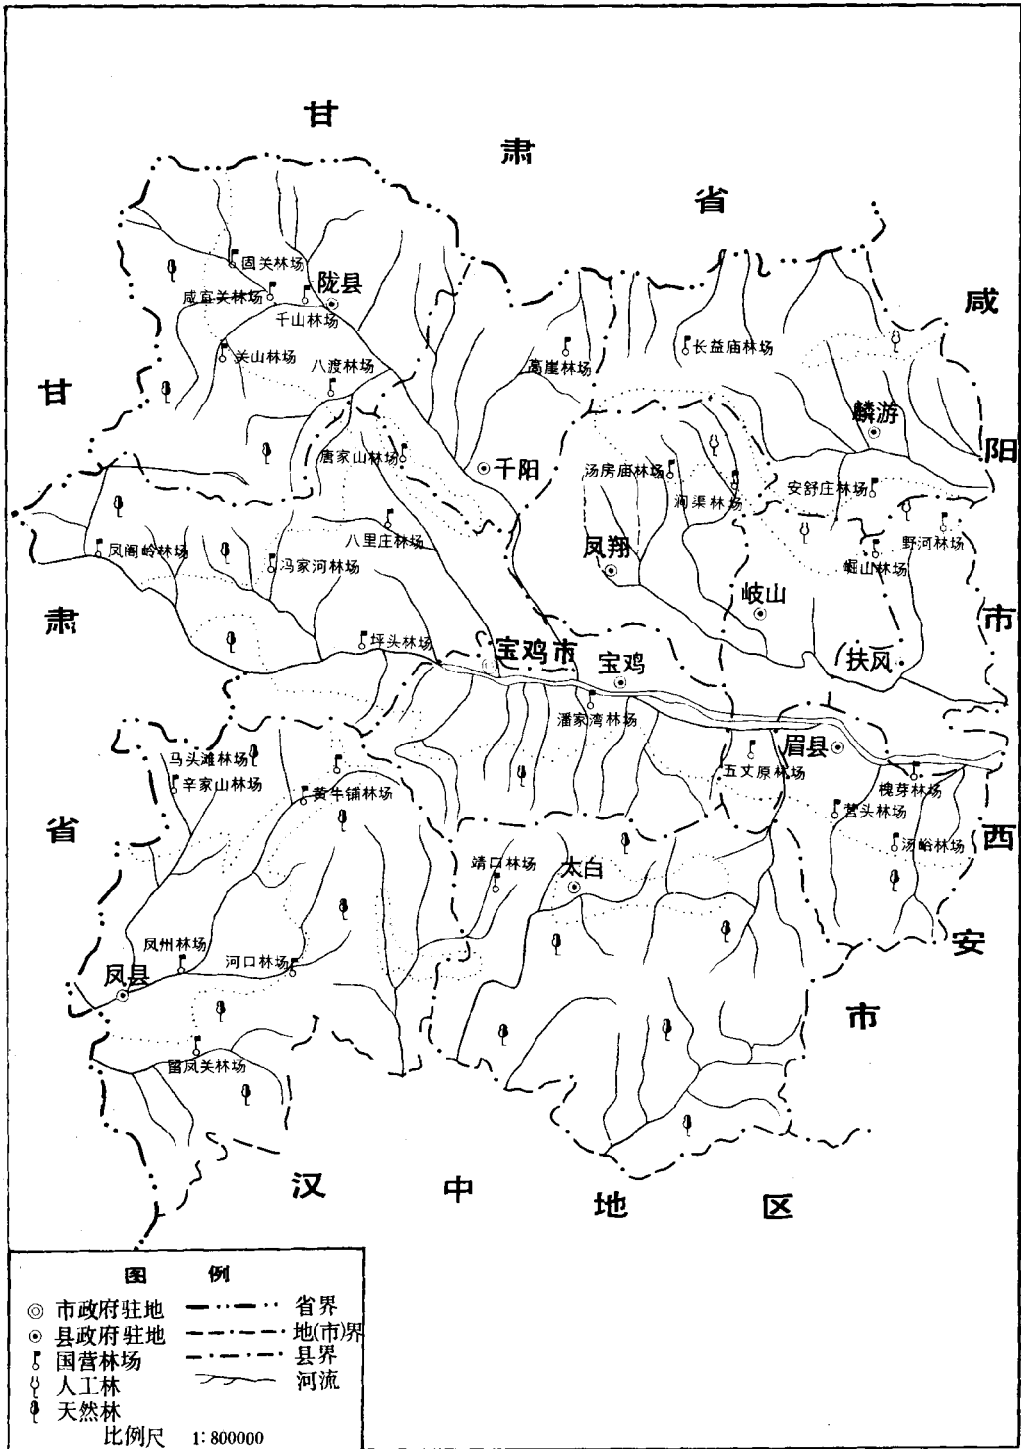 甘
肃
省
固关林场
陇县
咸宜关林场
千山林场
咸
关山林场
八渡林场
高崖林场
长益庙林场
甘
麟游
阳
唐家山林场
千阳
汤房庙林场
涧渠林场
安舒庄林场
凤阁岭林场
八里庄林场
冯家河林场
凤翔
野河林场
崛山林场
岐山
肃
市
坪头林场
宝鸡市
宝鸡
扶风
潘家湾林场
马头滩林场
眉县
辛家山林场
黄牛铺林场
五丈原林场
槐芽林场
营头林场
省
西
汤峪林场
靖口林场
太白
凤州林场
河口林场
安
凤县
市
留凤关林场
汉
中
地
区
图 例
市政府驻地 省界
县政府驻地 地(市)界
国营林场 县界
人工林 河流
天然林
比例尺 1:800000